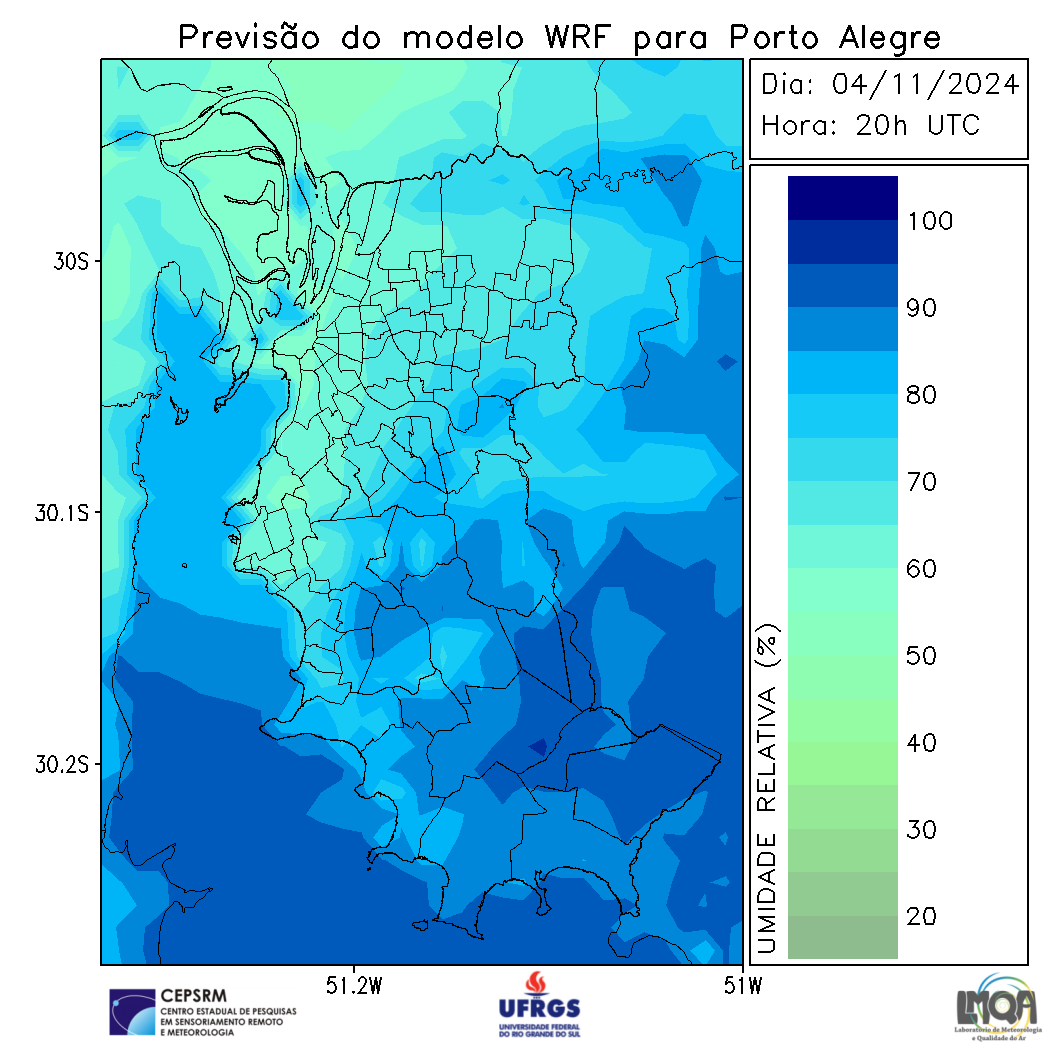 Previsão do modelo WRF para Porto Alegre
Dia: 04/11/2024
Hora: 20h UTC
100
90
80
70
60
50
40
30
20
UMIDADE RELATIVA (%)
30S
30.1S
30.2S
51.2W
51W
CEPSRM
CENTRO ESTADUAL DE PESQUISAS
EM SENSORIAMENTO REMOTO
E METEOROLOGIA
UFRGS
UNIVERSIDADE FEDERAL
DO RIO GRANDE DO SUL
LMQA
Laboratório de Meteorologia
e Qualidade do Ar